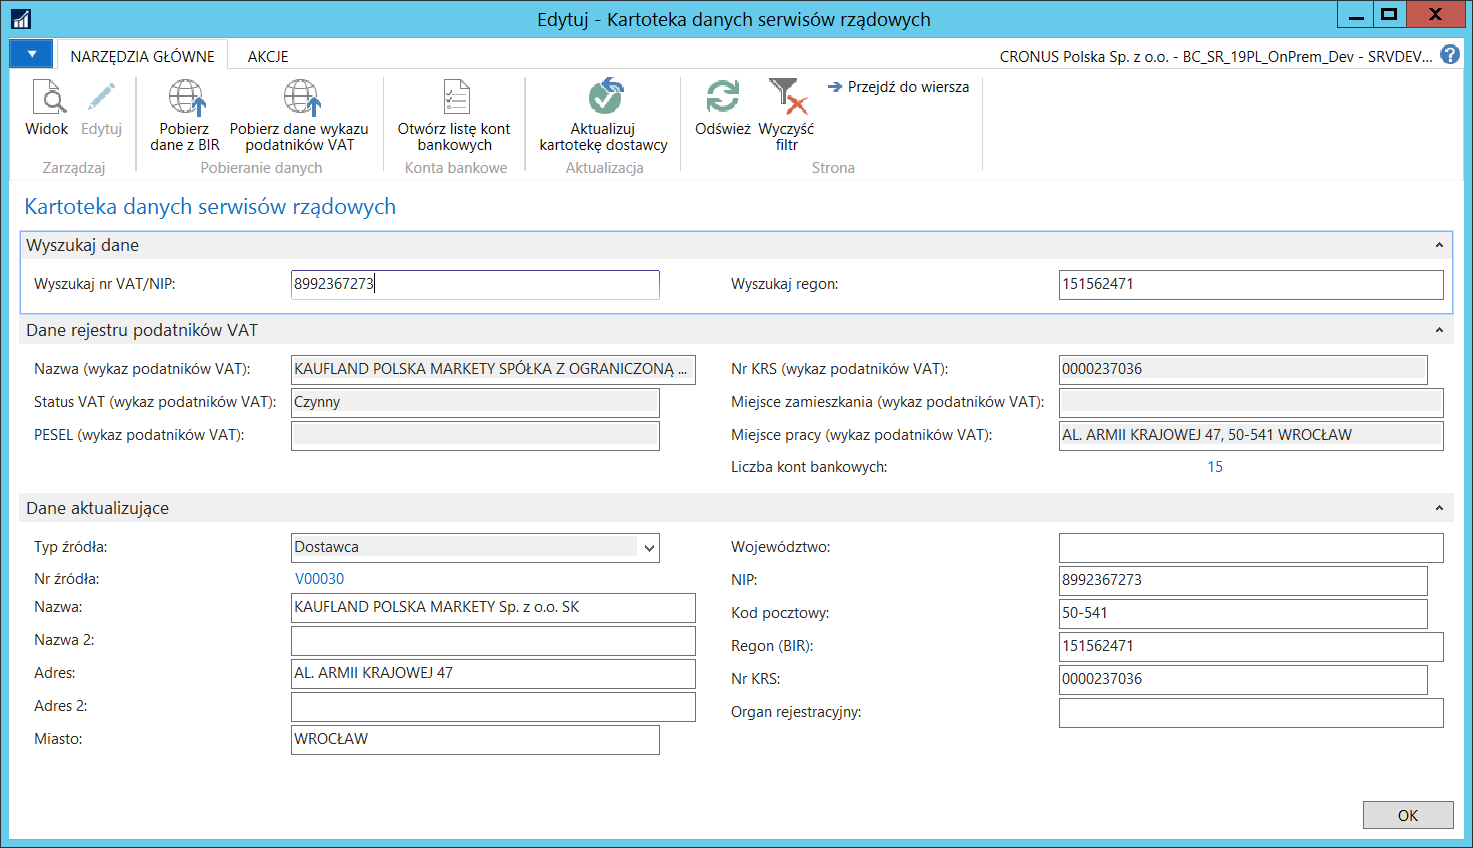 Edytuj - Kartoteka danych serwisów rządowych
NARZĘDZIA GŁÓWNE
AKCJE
CRONUS Polska Sp. z o.o. - BC_SR_19PL_OnPrem_Dev - SRVDEV...
Widok
Edytuj
Zarządzaj
Pobierz
dane z BIR
Pobierz dane wykazu
podatników VAT
Pobieranie danych
Otwórz listę kont
bankowych
Konta bankowe
Aktualizuj
kartotekę dostawcy
Aktualizacja
Odśwież
Wyczyść
filtr
Przejdź do wiersza
Strona
Kartoteka danych serwisów rządowych
Wyszukaj dane
Wyszukaj nr VAT/NIP: 8992367273
Wyszukaj regon: 151562471
Dane rejestru podatników VAT
Nazwa (wykaz podatników VAT): KAUFLAND POLSKA MARKETY SPÓŁKA Z OGRANICZONĄ ...
Status VAT (wykaz podatników VAT): Czynny
PESEL (wykaz podatników VAT):
Nr KRS (wykaz podatników VAT): 0000237036
Miejsce zamieszkania (wykaz podatników VAT):
Miejsce pracy (wykaz podatników VAT): AL. ARMII KRAJOWEJ 47, 50-541 WROCŁAW
Liczba kont bankowych: 15
Dane aktualizujące
Typ źródła: Dostawca
Nr źródła: V00030
Nazwa: KAUFLAND POLSKA MARKETY Sp. z o.o. SK
Nazwa 2:
Adres: AL. ARMII KRAJOWEJ 47
Adres 2:
Miasto: WROCŁAW
Województwo:
NIP: 8992367273
Kod pocztowy: 50-541
Regon (BIR): 151562471
Nr KRS: 0000237036
Organ rejestracyjny:
OK